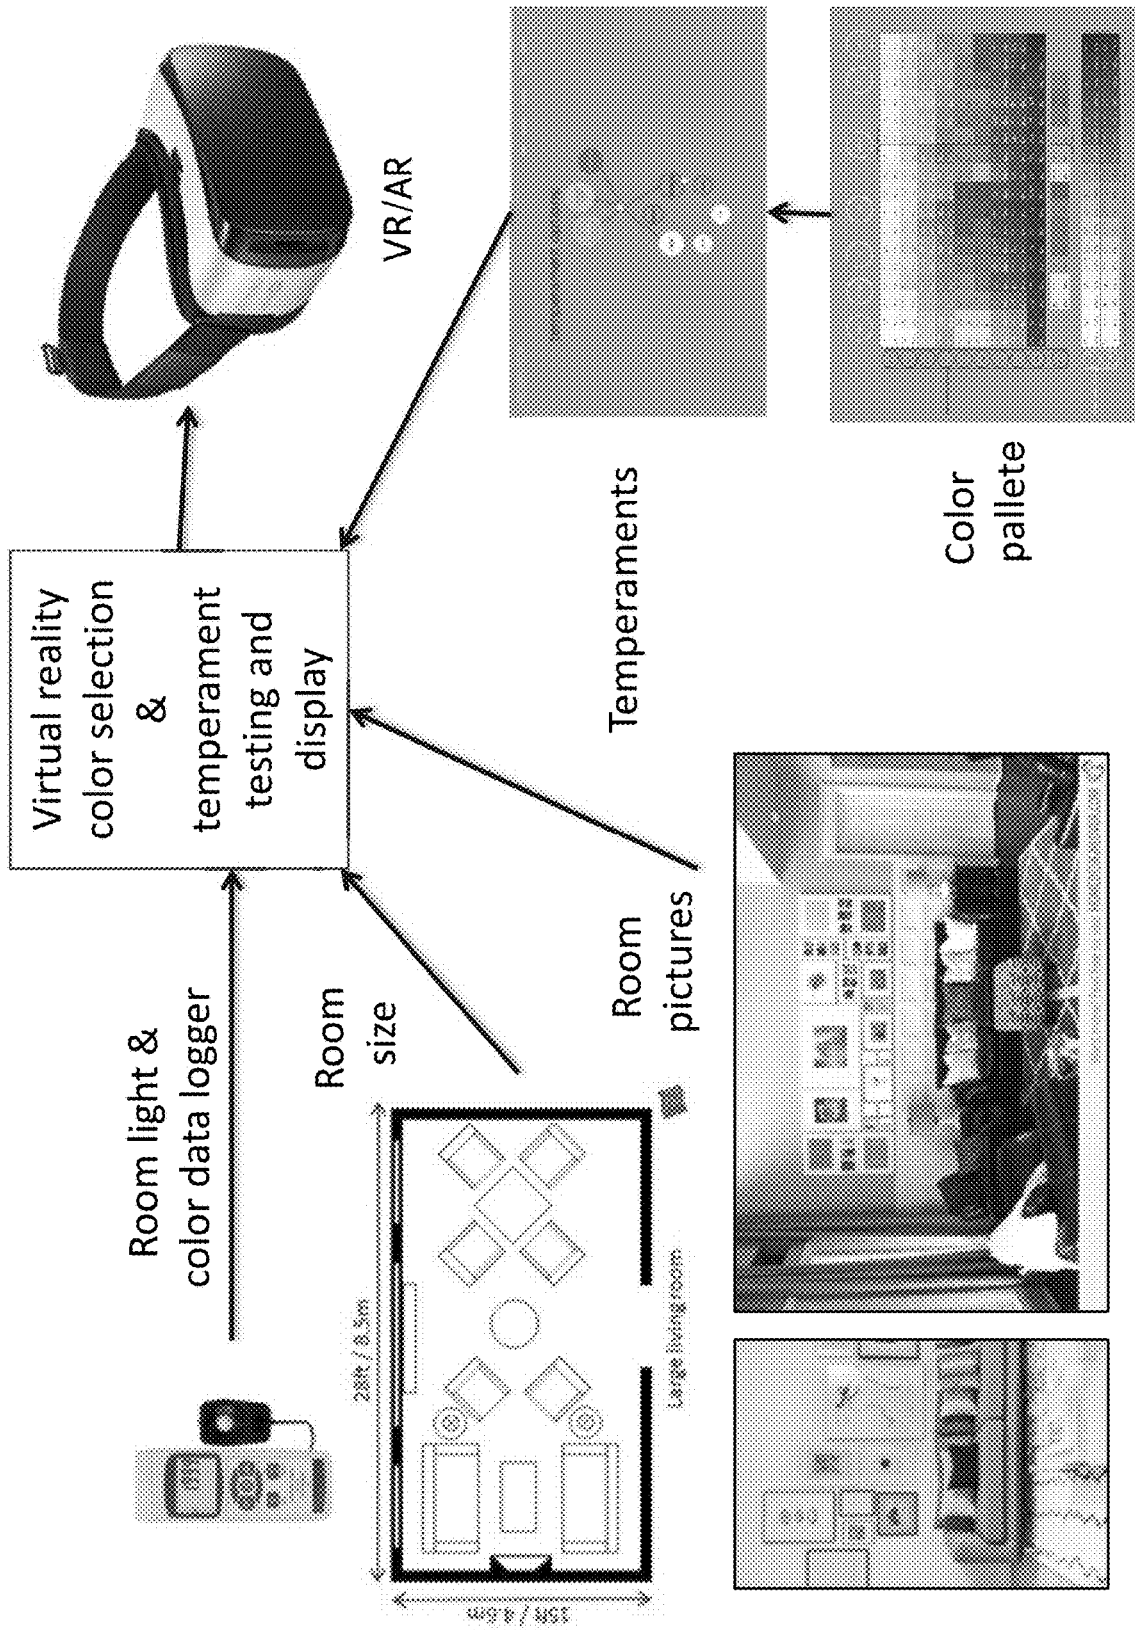 Room light &
color data logger
Virtual reality
color selection
&
temperament
testing and
display
VR/AR
28ft / 8.5m
15ft / 4.6m
Large living room
Room
size
Room
pictures
Temperaments
Color
pallete